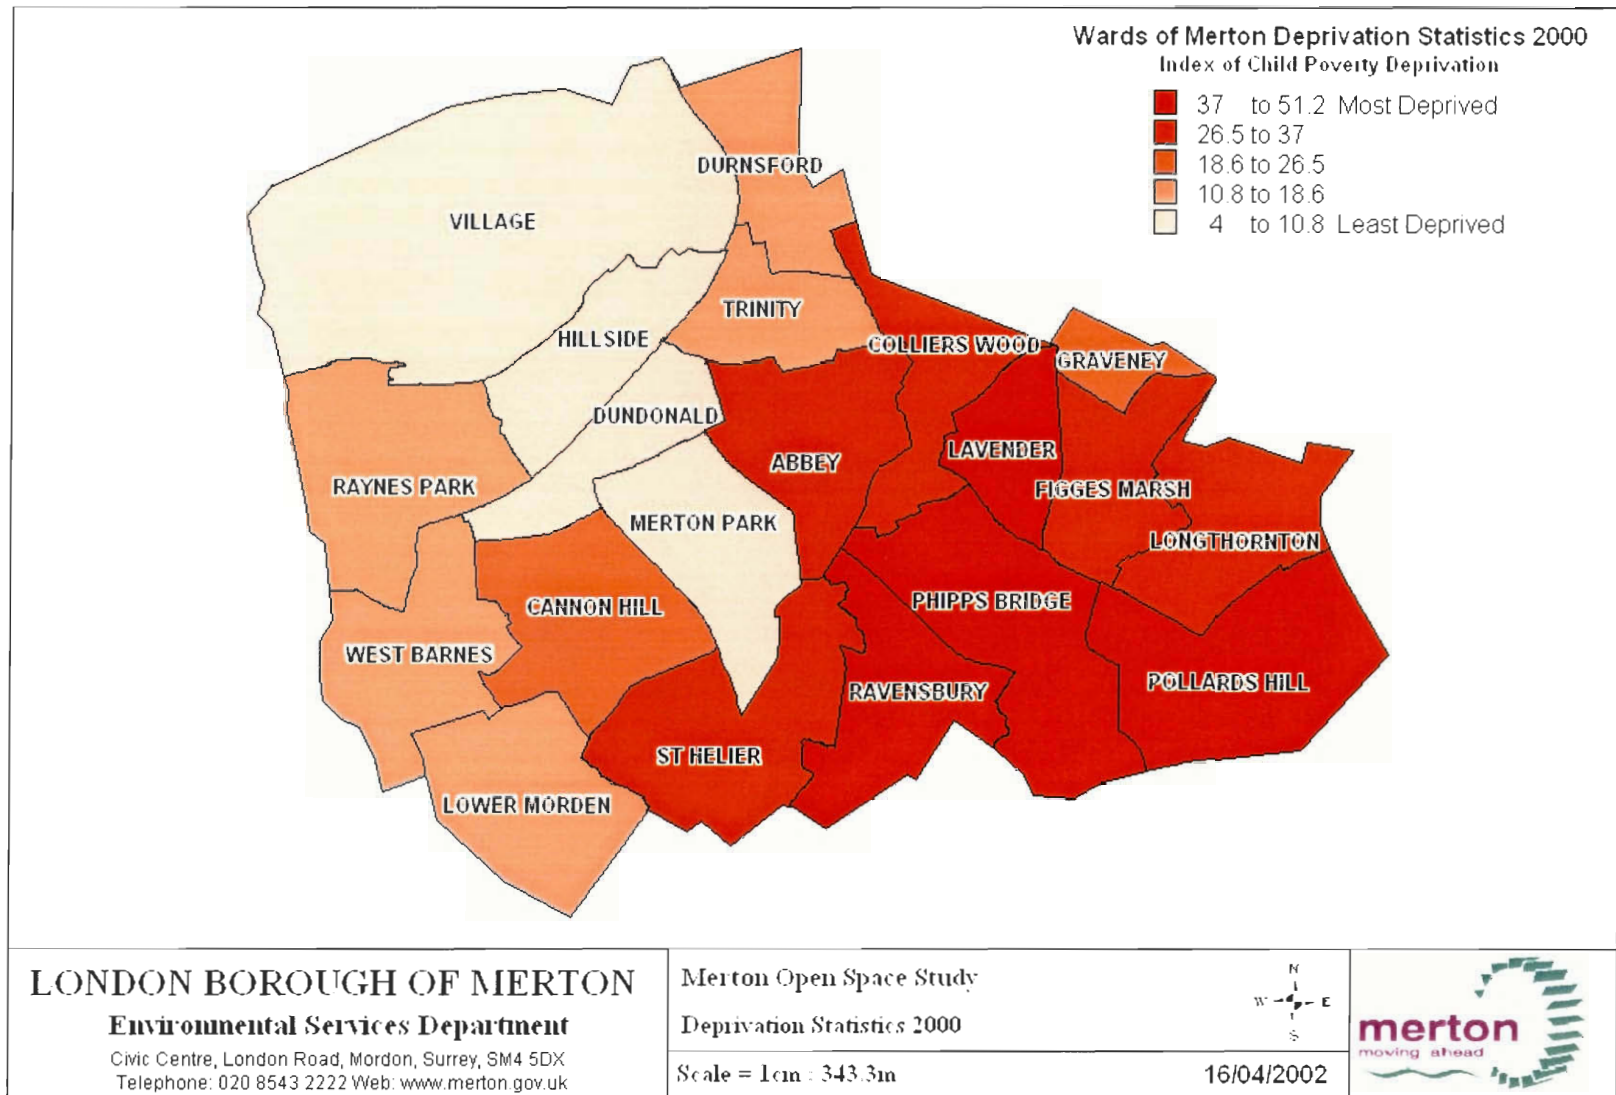 Wards of Merton Deprivation Statistics 2000
Index of Child Poverty Deprivation
37 to 51.2 Most Deprived
26.5 to 37
18.6 to 26.5
10.8 to 18.6
4 to 10.8 Least Deprived
DURNSFORD
VILLAGE
TRINITY
HILLSIDE
COLLIERS WOOD
GRAVENEY
DUNDONALD
LAVENDER
ABBEY
RAYNES PARK
FIGGES MARSH
MERTON PARK
LONGTHORNTON
PHIPPS BRIDGE
CANNON HILL
WEST BARNES
POLLARDS HILL
RAVENSBURY
ST HELIER
LOWER MORDEN
LONDON BOROUGH OF MERTON
Environmental Services Department
Civic Centre, London Road, Mordon, Surrey, SM4 5DX
Telephone: 020 8543 2222 Web: www.merton.gov.uk
Merton Open Space Study
Deprivation Statistics 2000
Scale = 1cm : 343.3m
16/04/2002
N
W E
S
merton
moving ahead